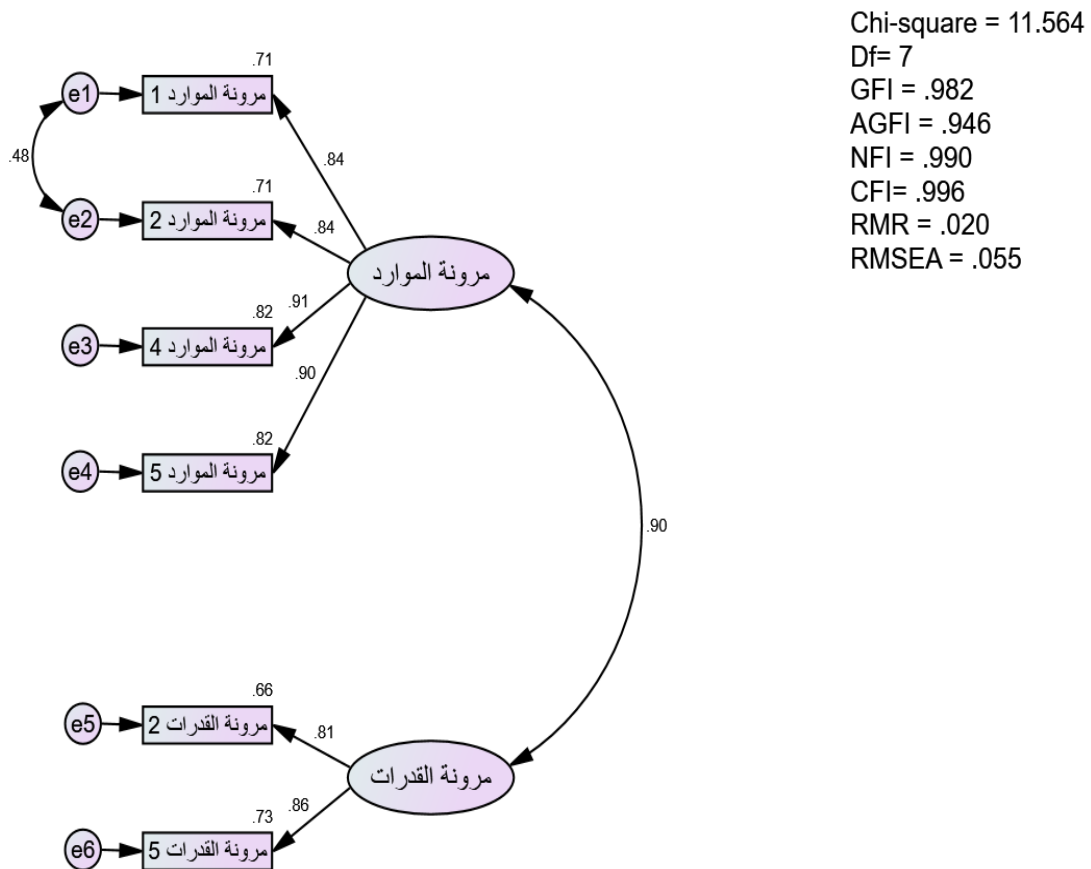 Chi-square = 11.564
Df= 7
GFI = .982
AGFI = .946
NFI = .990
CFI= .996
RMR = .020
RMSEA = .055
.71
e1
مرونة الموارد 1
.84
.48
.71
e2
مرونة الموارد 2
.84
مرونة الموارد
.91
.82
e3
مرونة الموارد 4
.90
.82
e4
مرونة الموارد 5
.90
.66
e5
مرونة القدرات 2
.81
مرونة القدرات
.86
.73
e6
مرونة القدرات 5